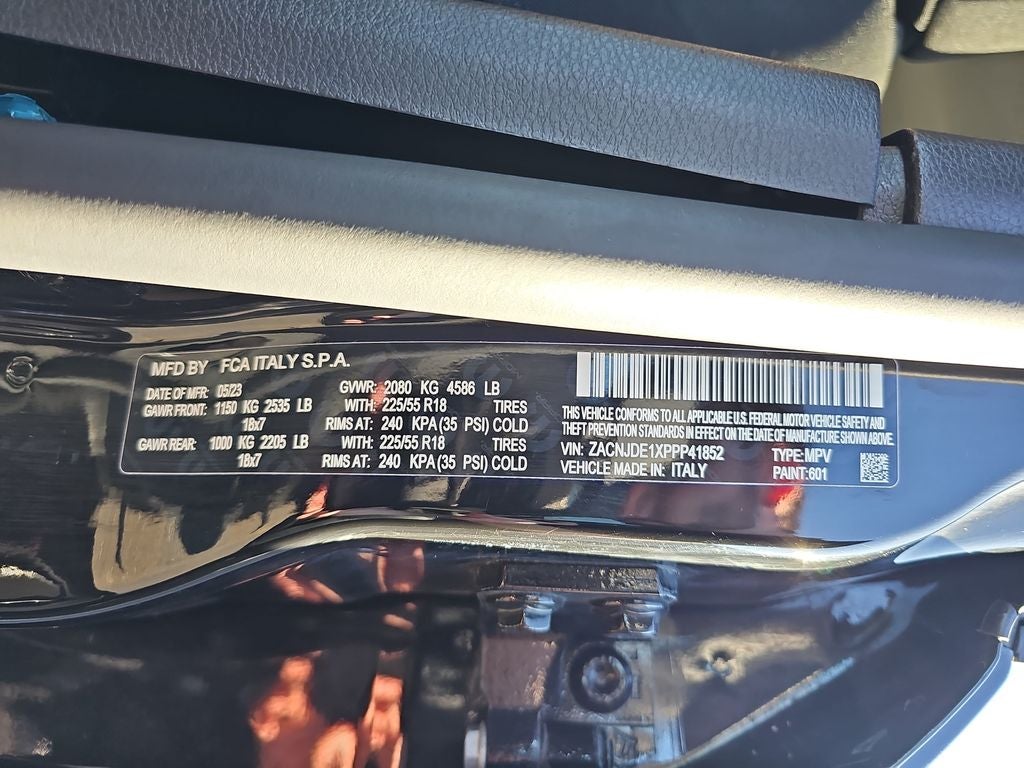 MFD BY FCA ITALY S.P.A.
DATE OF MFR: 05/23 GVWR: 2080 KG 4586 LB
GAWR FRONT: 1150 KG 2535 LB WITH: 225/55 R18 TIRES
18x7 RIMS AT: 240 KPA (35 PSI) COLD
GAWR REAR: 1000 KG 2205 LB WITH: 225/55 R18 TIRES
18x7 RIMS AT: 240 KPA (35 PSI) COLD
THIS VEHICLE CONFORMS TO ALL APPLICABLE U.S. FEDERAL MOTOR VEHICLE SAFETY AND
THEFT PREVENTION STANDARDS IN EFFECT ON THE DATE OF MANUFACTURE SHOWN ABOVE.
VIN: ZACNJDE1XPPP41852 TYPE: MPV
VEHICLE MADE IN: ITALY PAINT: 601